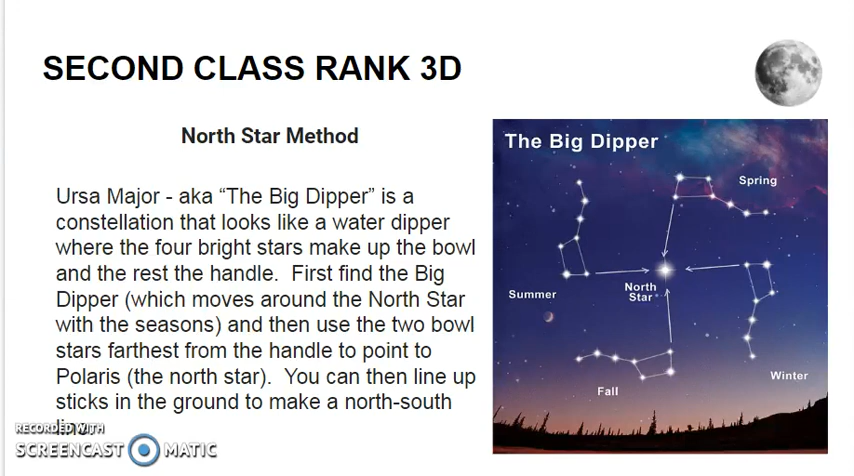 SECOND CLASS RANK 3D
North Star Method
Ursa Major - aka “The Big Dipper” is a
constellation that looks like a water dipper
where the four bright stars make up the bowl
and the rest the handle.  First find the Big
Dipper (which moves around the North Star
with the seasons) and then use the two bowl
stars farthest from the handle to point to
Polaris (the north star).  You can then line up
sticks in the ground to make a north-south
The Big Dipper
Spring
North
Star
Summer
Winter
Fall
RECORDED WITH
SCREENCAST MATIC